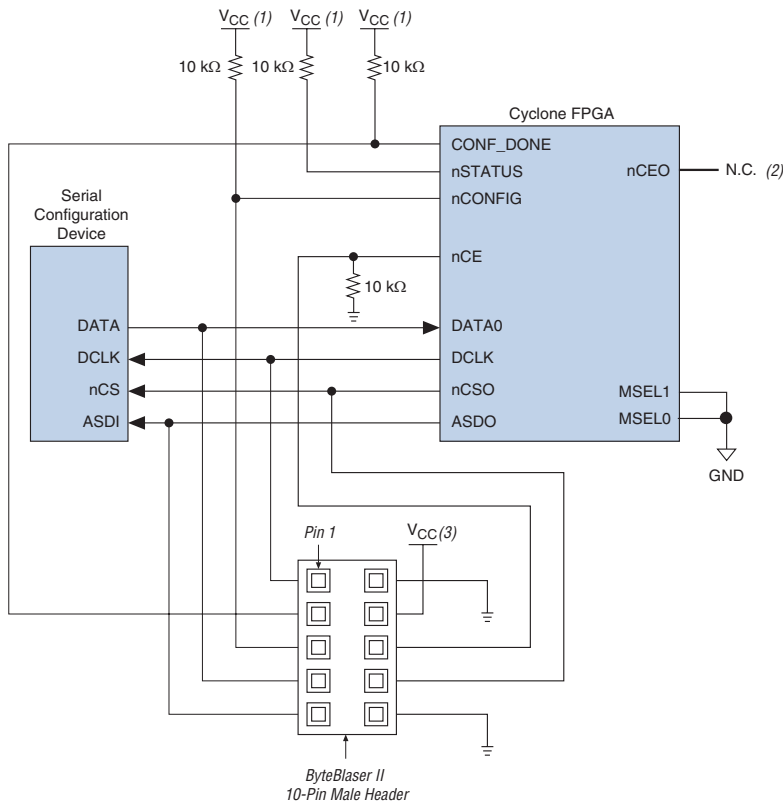 VCC (1) VCC (1) VCC (1)
10 kΩ 10 kΩ 10 kΩ
Cyclone FPGA
CONF_DONE
nSTATUS
nCONFIG
nCE
nCEO
N.C. (2)
10 kΩ
Serial
Configuration
Device
DATA
DCLK
nCS
ASDI
DATA0
DCLK
nCSO
ASDO
MSEL1
MSEL0
GND
Pin 1
VCC (3)
ByteBlaser II
10-Pin Male Header